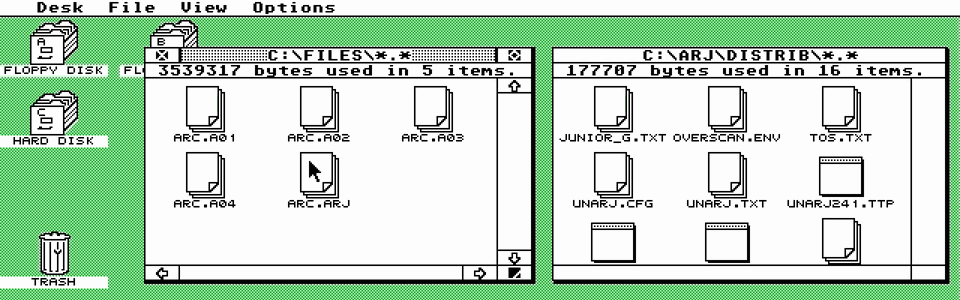 Desk File View Options
A
B
FLOPPY DISK
FLO
C:\FILES\*.*
3539317 bytes used in 5 items.
ARC.A01 ARC.A02 ARC.A03
ARC.A04 ARC.ARJ
C:\ARJ\DISTRIB\*.*
177707 bytes used in 16 items.
JUNIOR_G.TXT OVERSCAN.ENV TOS.TXT
UNARJ.CFG UNARJ.TXT UNARJ241.TTP
C
HARD DISK
TRASH